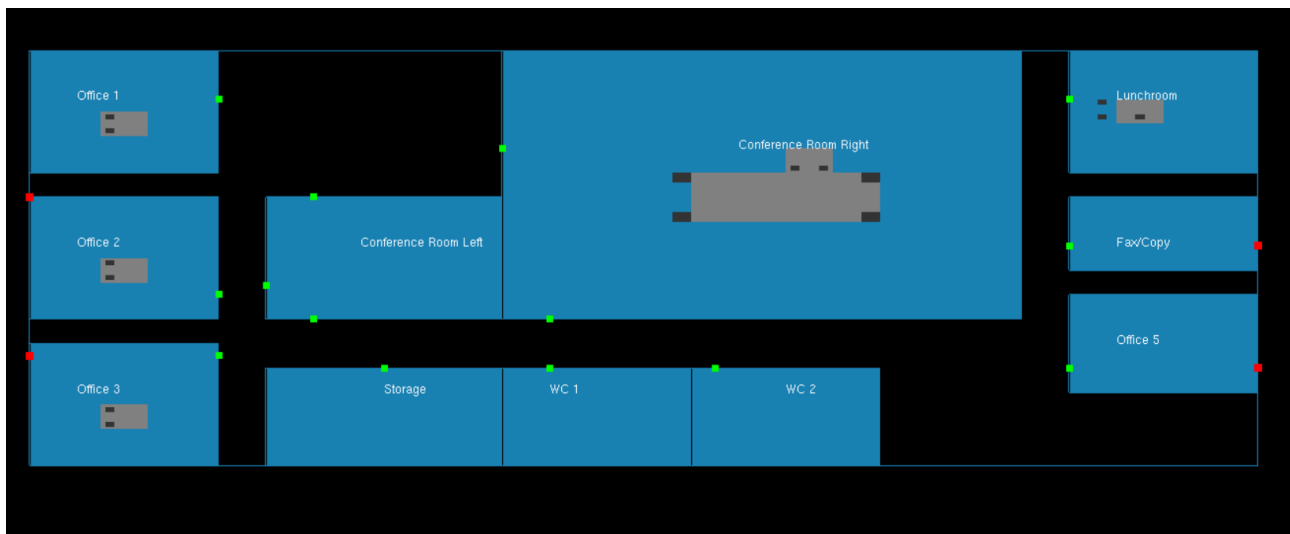 Office 1
Lunchroom
Conference Room Right
Office 2
Conference Room Left
Fax/Copy
Office 5
Office 3
Storage
WC 1
WC 2